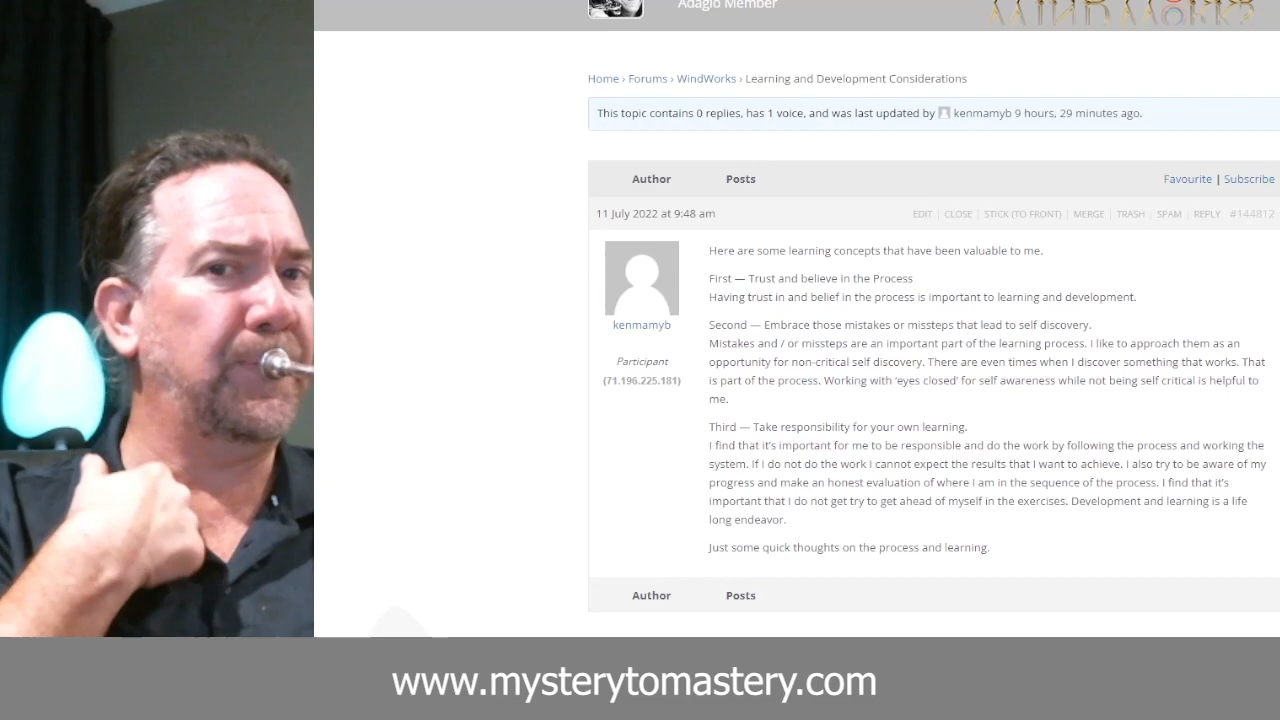 Adagio Member
MIND WORKS
Home › Forums › WindWorks › Learning and Development Considerations
This topic contains 0 replies, has 1 voice, and was last updated by kenmamyb 9 hours, 29 minutes ago.
Author Posts Favourite | Subscribe
11 July 2022 at 9:48 am EDIT | CLOSE | STICK (TO FRONT) | MERGE | TRASH | SPAM | REPLY #144812
kenmamyb
Participant
(71.196.225.181)
Here are some learning concepts that have been valuable to me.
First — Trust and believe in the Process
Having trust in and belief in the process is important to learning and development.
Second — Embrace those mistakes or missteps that lead to self discovery.
Mistakes and / or missteps are an important part of the learning process. I like to approach them as an
opportunity for non-critical self discovery. There are even times when I discover something that works. That
is part of the process. Working with ‘eyes closed’ for self awareness while not being self critical is helpful to
me.
Third — Take responsibility for your own learning.
I find that it’s important for me to be responsible and do the work by following the process and working the
system. If I do not do the work I cannot expect the results that I want to achieve. I also try to be aware of my
progress and make an honest evaluation of where I am in the sequence of the process. I find that it’s
important that I do not get try to get ahead of myself in the exercises. Development and learning is a life
long endeavor.
Just some quick thoughts on the process and learning.
Author Posts
www.mysterytomastery.com